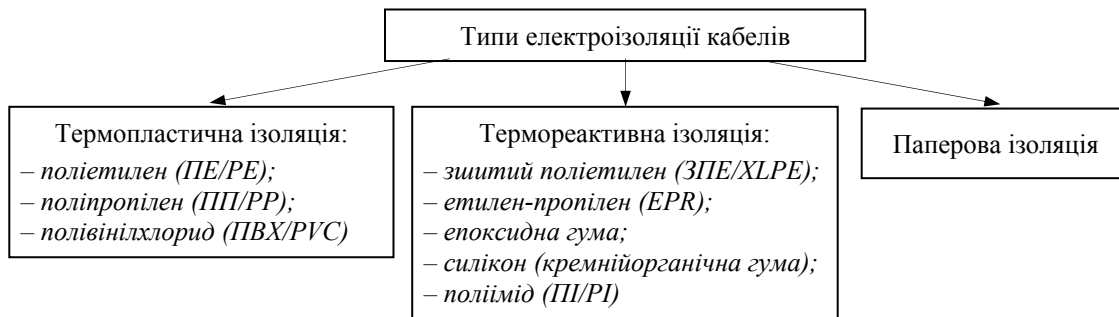 Типи електроізоляції кабелів
Термопластична ізоляція:
– поліетилен (ПЕ/PE);
– поліпропілен (ПП/PP);
– полівінілхлорид (ПВХ/PVC)
Термореактивна ізоляція:
– зшитий поліетилен (ЗПЕ/XLPE);
– етилен-пропілен (EPR);
– епоксидна гума;
– силікон (кремнійорганічна гума);
– поліімід (ПІ/PI)
Паперова ізоляція